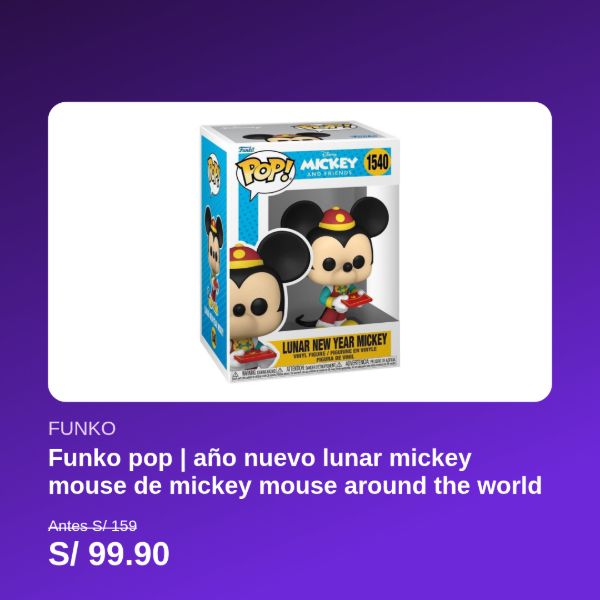 Funko
POP!
Disney
MICKEY
AND FRIENDS
1540
LUNAR NEW YEAR MICKEY
VINYL FIGURE / FIGURINE EN VINYLE
FIGURA DE VINIL
FUNKO
Funko pop | año nuevo lunar mickey
mouse de mickey mouse around the world
Antes S/ 159
S/ 99.90